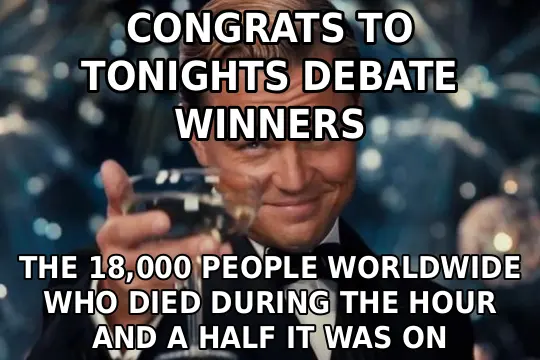 CONGRATS TO
TONIGHTS DEBATE
WINNERS
THE 18,000 PEOPLE WORLDWIDE
WHO DIED DURING THE HOUR
AND A HALF IT WAS ON